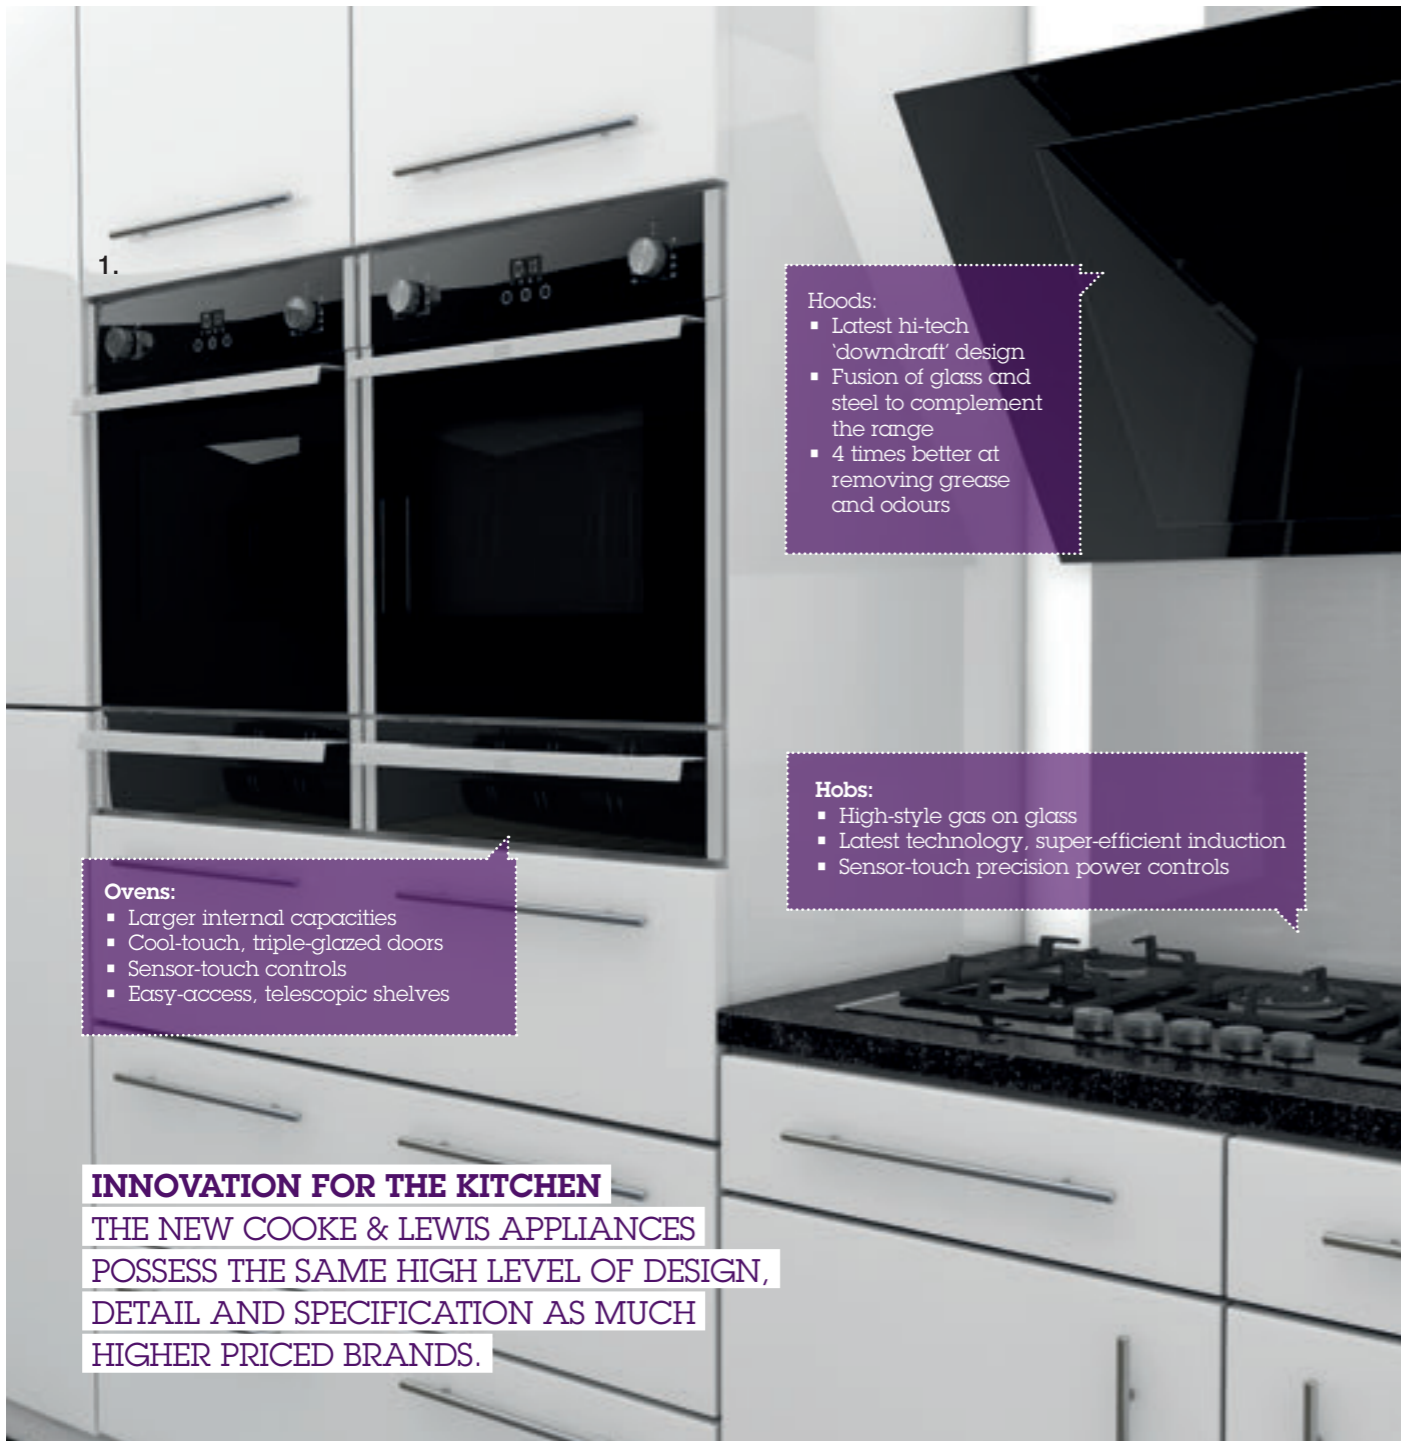 1.
Hoods:
▪ Latest hi-tech
‘downdraft’ design
▪ Fusion of glass and
steel to complement
the range
▪ 4 times better at
removing grease
and odours
Hobs:
▪ High-style gas on glass
▪ Latest technology, super-efficient induction
▪ Sensor-touch precision power controls
Ovens:
▪ Larger internal capacities
▪ Cool-touch, triple-glazed doors
▪ Sensor-touch controls
▪ Easy-access, telescopic shelves
INNOVATION FOR THE KITCHEN
THE NEW COOKE & LEWIS APPLIANCES
POSSESS THE SAME HIGH LEVEL OF DESIGN,
DETAIL AND SPECIFICATION AS MUCH
HIGHER PRICED BRANDS.